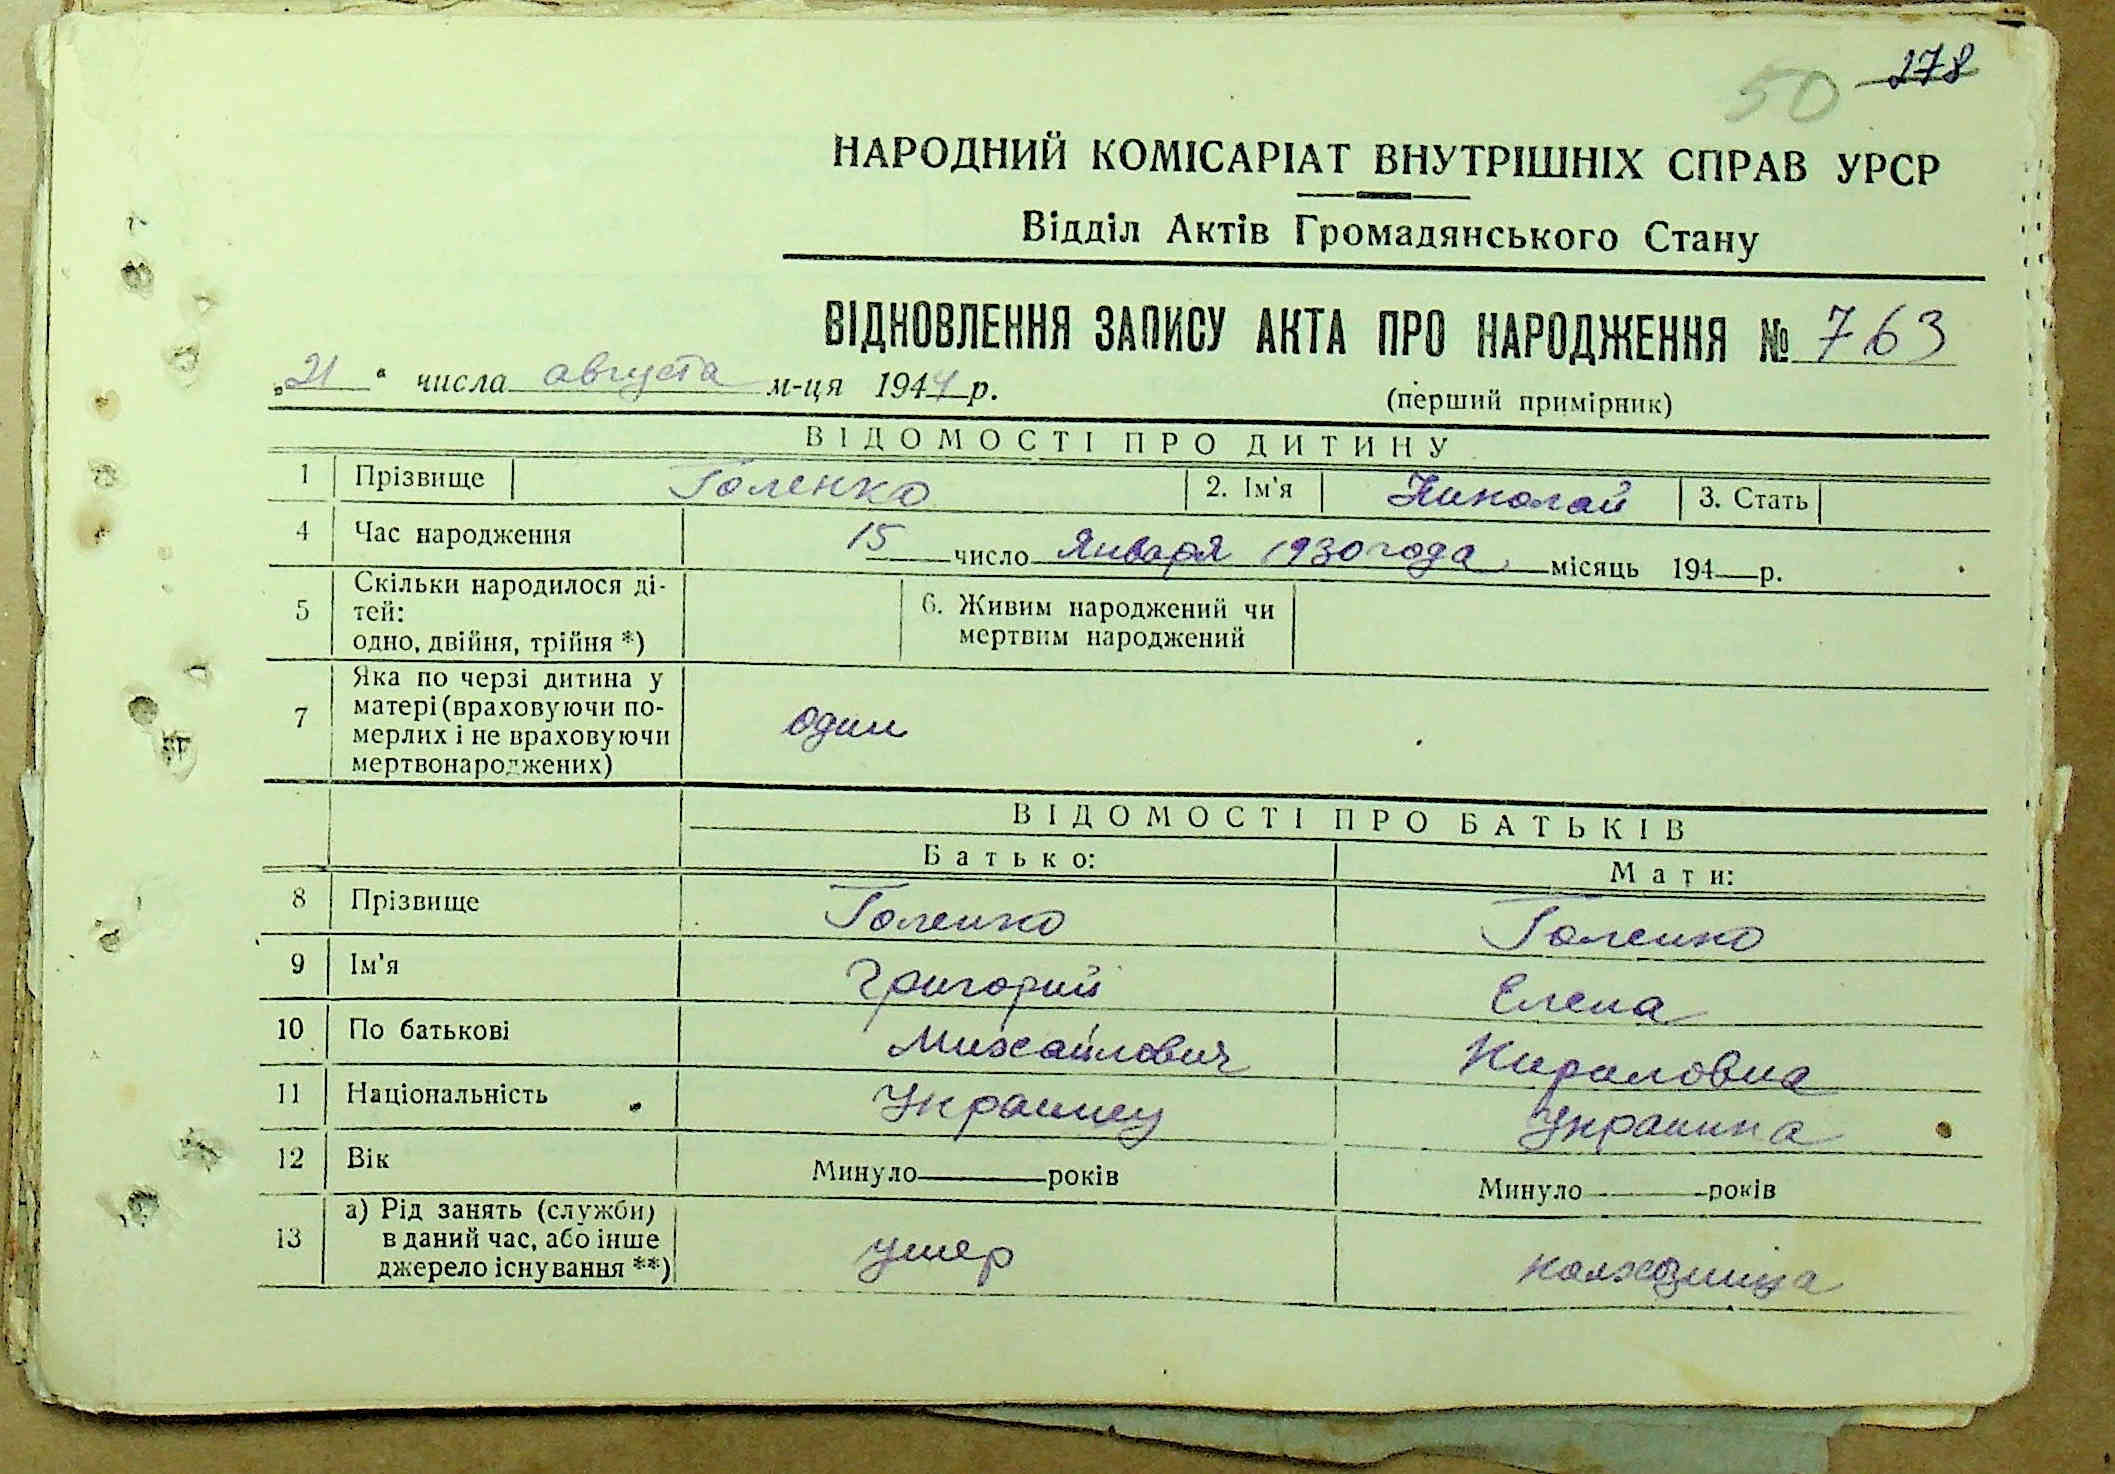 50 278
НАРОДНИЙ КОМІСАРІАТ ВНУТРІШНІХ СПРАВ УРСР
Відділ Актів Громадянського Стану
ВІДНОВЛЕННЯ ЗАПИСУ АКТА ПРО НАРОДЖЕННЯ № 763
„21“ числа августа м-ця 1944 р.
(перший примірник)
ВІДОМОСТІ ПРО ДИТИНУ
1 Прізвище Голенко 2. Ім'я Николай 3. Стать
4 Час народження 15 число Января 1930 года місяць 194 р.
5 Скільки народилося ді-
тей:
одно, двійня, трійня *)
6. Живим народжений чи
мертвим народжений
7 Яка по черзі дитина у
матері (враховуючи по-
мерлих і не враховуючи
мертвонароджених)
один
ВІДОМОСТІ ПРО БАТЬКІВ
Батько: Мати:
8 Прізвище Голенко Голенко
9 Ім'я Григорий Елена
10 По батькові Михайлович Кириловна
11 Національність Украинец Украинка
12 Вік Минуло років Минуло років
13 а) Рід занять (служби)
в даний час, або інше
джерело існування **)
умер колхозница